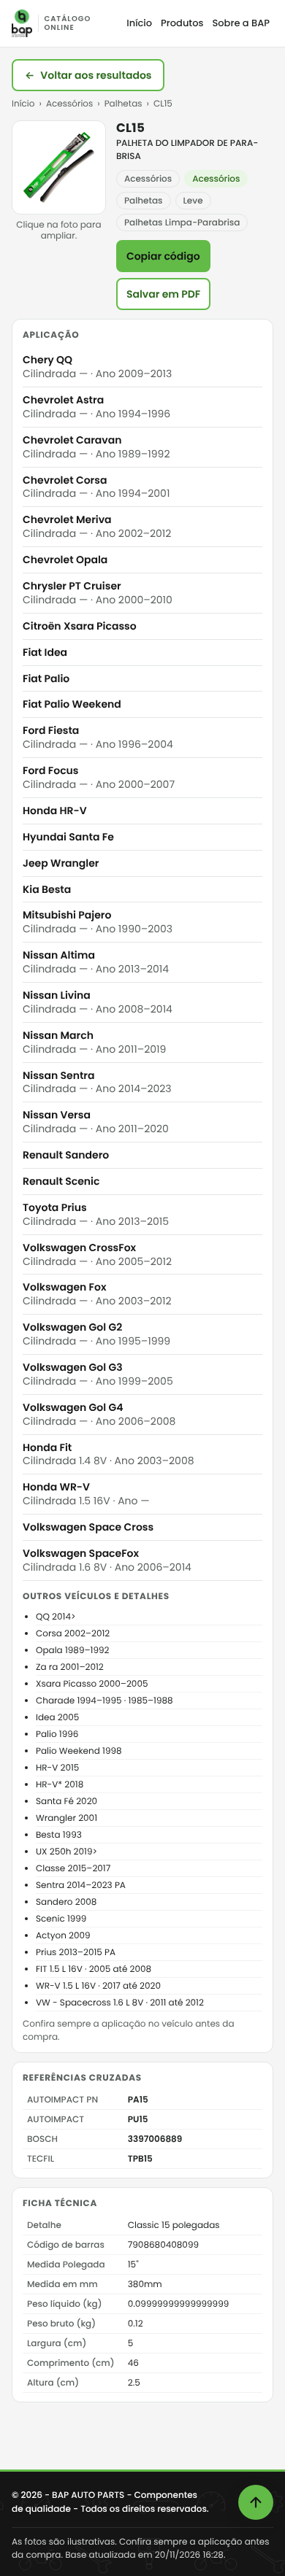 bap
CATÁLOGO
ONLINE
Início Produtos Sobre a BAP
← Voltar aos resultados
Início › Acessórios › Palhetas › CL15
Clique na foto para
ampliar.
CL15
PALHETA DO LIMPADOR DE PARA-
BRISA
Acessórios Acessórios
Palhetas Leve
Palhetas Limpa-Parabrisa
Copiar código
Salvar em PDF
APLICAÇÃO
Chery QQ
Cilindrada — · Ano 2009–2013
Chevrolet Astra
Cilindrada — · Ano 1994–1996
Chevrolet Caravan
Cilindrada — · Ano 1989–1992
Chevrolet Corsa
Cilindrada — · Ano 1994–2001
Chevrolet Meriva
Cilindrada — · Ano 2002–2012
Chevrolet Opala
Chrysler PT Cruiser
Cilindrada — · Ano 2000–2010
Citroën Xsara Picasso
Fiat Idea
Fiat Palio
Fiat Palio Weekend
Ford Fiesta
Cilindrada — · Ano 1996–2004
Ford Focus
Cilindrada — · Ano 2000–2007
Honda HR-V
Hyundai Santa Fe
Jeep Wrangler
Kia Besta
Mitsubishi Pajero
Cilindrada — · Ano 1990–2003
Nissan Altima
Cilindrada — · Ano 2013–2014
Nissan Livina
Cilindrada — · Ano 2008–2014
Nissan March
Cilindrada — · Ano 2011–2019
Nissan Sentra
Cilindrada — · Ano 2014–2023
Nissan Versa
Cilindrada — · Ano 2011–2020
Renault Sandero
Renault Scenic
Toyota Prius
Cilindrada — · Ano 2013–2015
Volkswagen CrossFox
Cilindrada — · Ano 2005–2012
Volkswagen Fox
Cilindrada — · Ano 2003–2012
Volkswagen Gol G2
Cilindrada — · Ano 1995–1999
Volkswagen Gol G3
Cilindrada — · Ano 1999–2005
Volkswagen Gol G4
Cilindrada — · Ano 2006–2008
Honda Fit
Cilindrada 1.4 8V · Ano 2003–2008
Honda WR-V
Cilindrada 1.5 16V · Ano —
Volkswagen Space Cross
Volkswagen SpaceFox
Cilindrada 1.6 8V · Ano 2006–2014
OUTROS VEÍCULOS E DETALHES
• QQ 2014>
• Corsa 2002–2012
• Opala 1989–1992
• Za ra 2001–2012
• Xsara Picasso 2000–2005
• Charade 1994–1995 · 1985–1988
• Idea 2005
• Palio 1996
• Palio Weekend 1998
• HR-V 2015
• HR-V* 2018
• Santa Fé 2020
• Wrangler 2001
• Besta 1993
• UX 250h 2019>
• Classe 2015–2017
• Sentra 2014–2023 PA
• Sandero 2008
• Scenic 1999
• Actyon 2009
• Prius 2013–2015 PA
• FIT 1.5 L 16V · 2005 até 2008
• WR-V 1.5 L 16V · 2017 até 2020
• VW - Spacecross 1.6 L 8V · 2011 até 2012
Confira sempre a aplicação no veículo antes da
compra.
REFERÊNCIAS CRUZADAS
AUTOIMPACT PN PA15
AUTOIMPACT PU15
BOSCH 3397006889
TECFIL TPB15
FICHA TÉCNICA
Detalhe Classic 15 polegadas
Código de barras 7908680408099
Medida Polegada 15"
Medida em mm 380mm
Peso líquido (kg) 0.09999999999999999
Peso bruto (kg) 0.12
Largura (cm) 5
Comprimento (cm) 46
Altura (cm) 2.5
© 2026 - BAP AUTO PARTS - Componentes
de qualidade - Todos os direitos reservados.
As fotos são ilustrativas. Confira sempre a aplicação antes
da compra. Base atualizada em 20/11/2026 16:28.